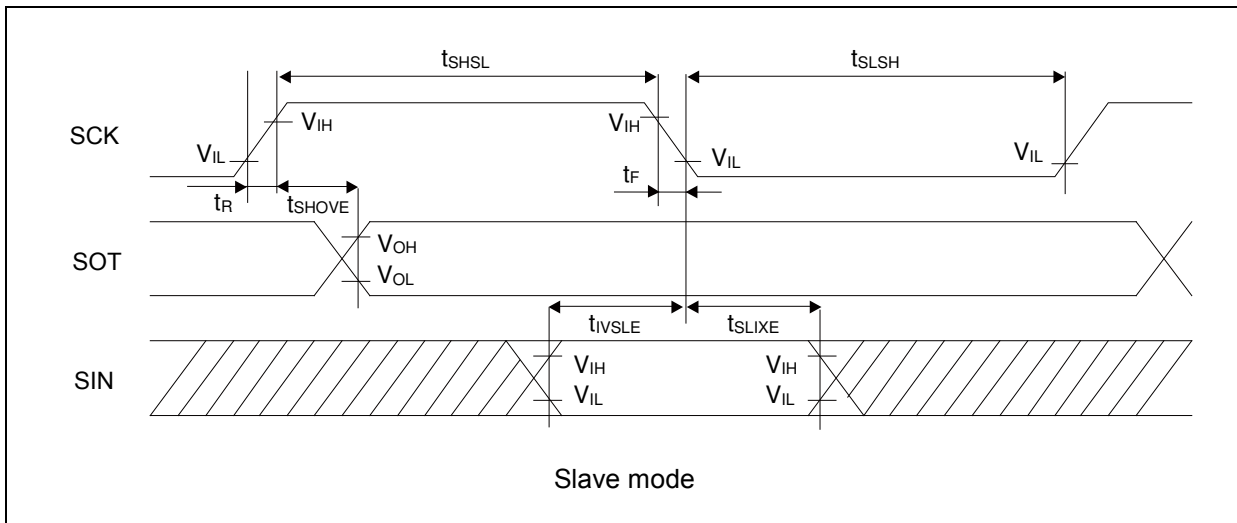 tSHSL tSLSH
SCK VIH VIH
VIL VIL VIL
tR tSHOVE tF
SOT VOH
VOL
tIVSLE tSLIXE
SIN VIH VIH
VIL VIL
Slave mode